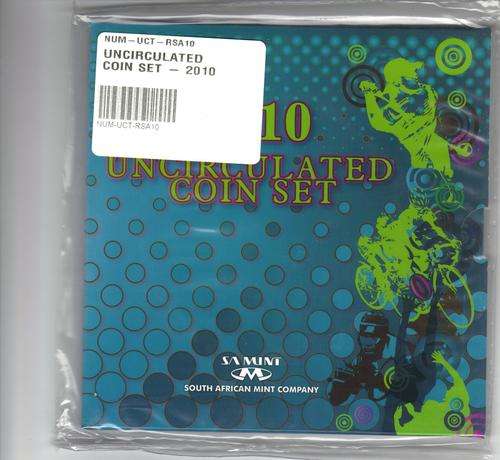 NUM-UCT-RSA10
UNCIRCULATED
COIN SET - 2010
NUM-UCT-RSA10
10
UNCIRCULATED
COIN SET
SA MINT
SOUTH AFRICAN MINT COMPANY